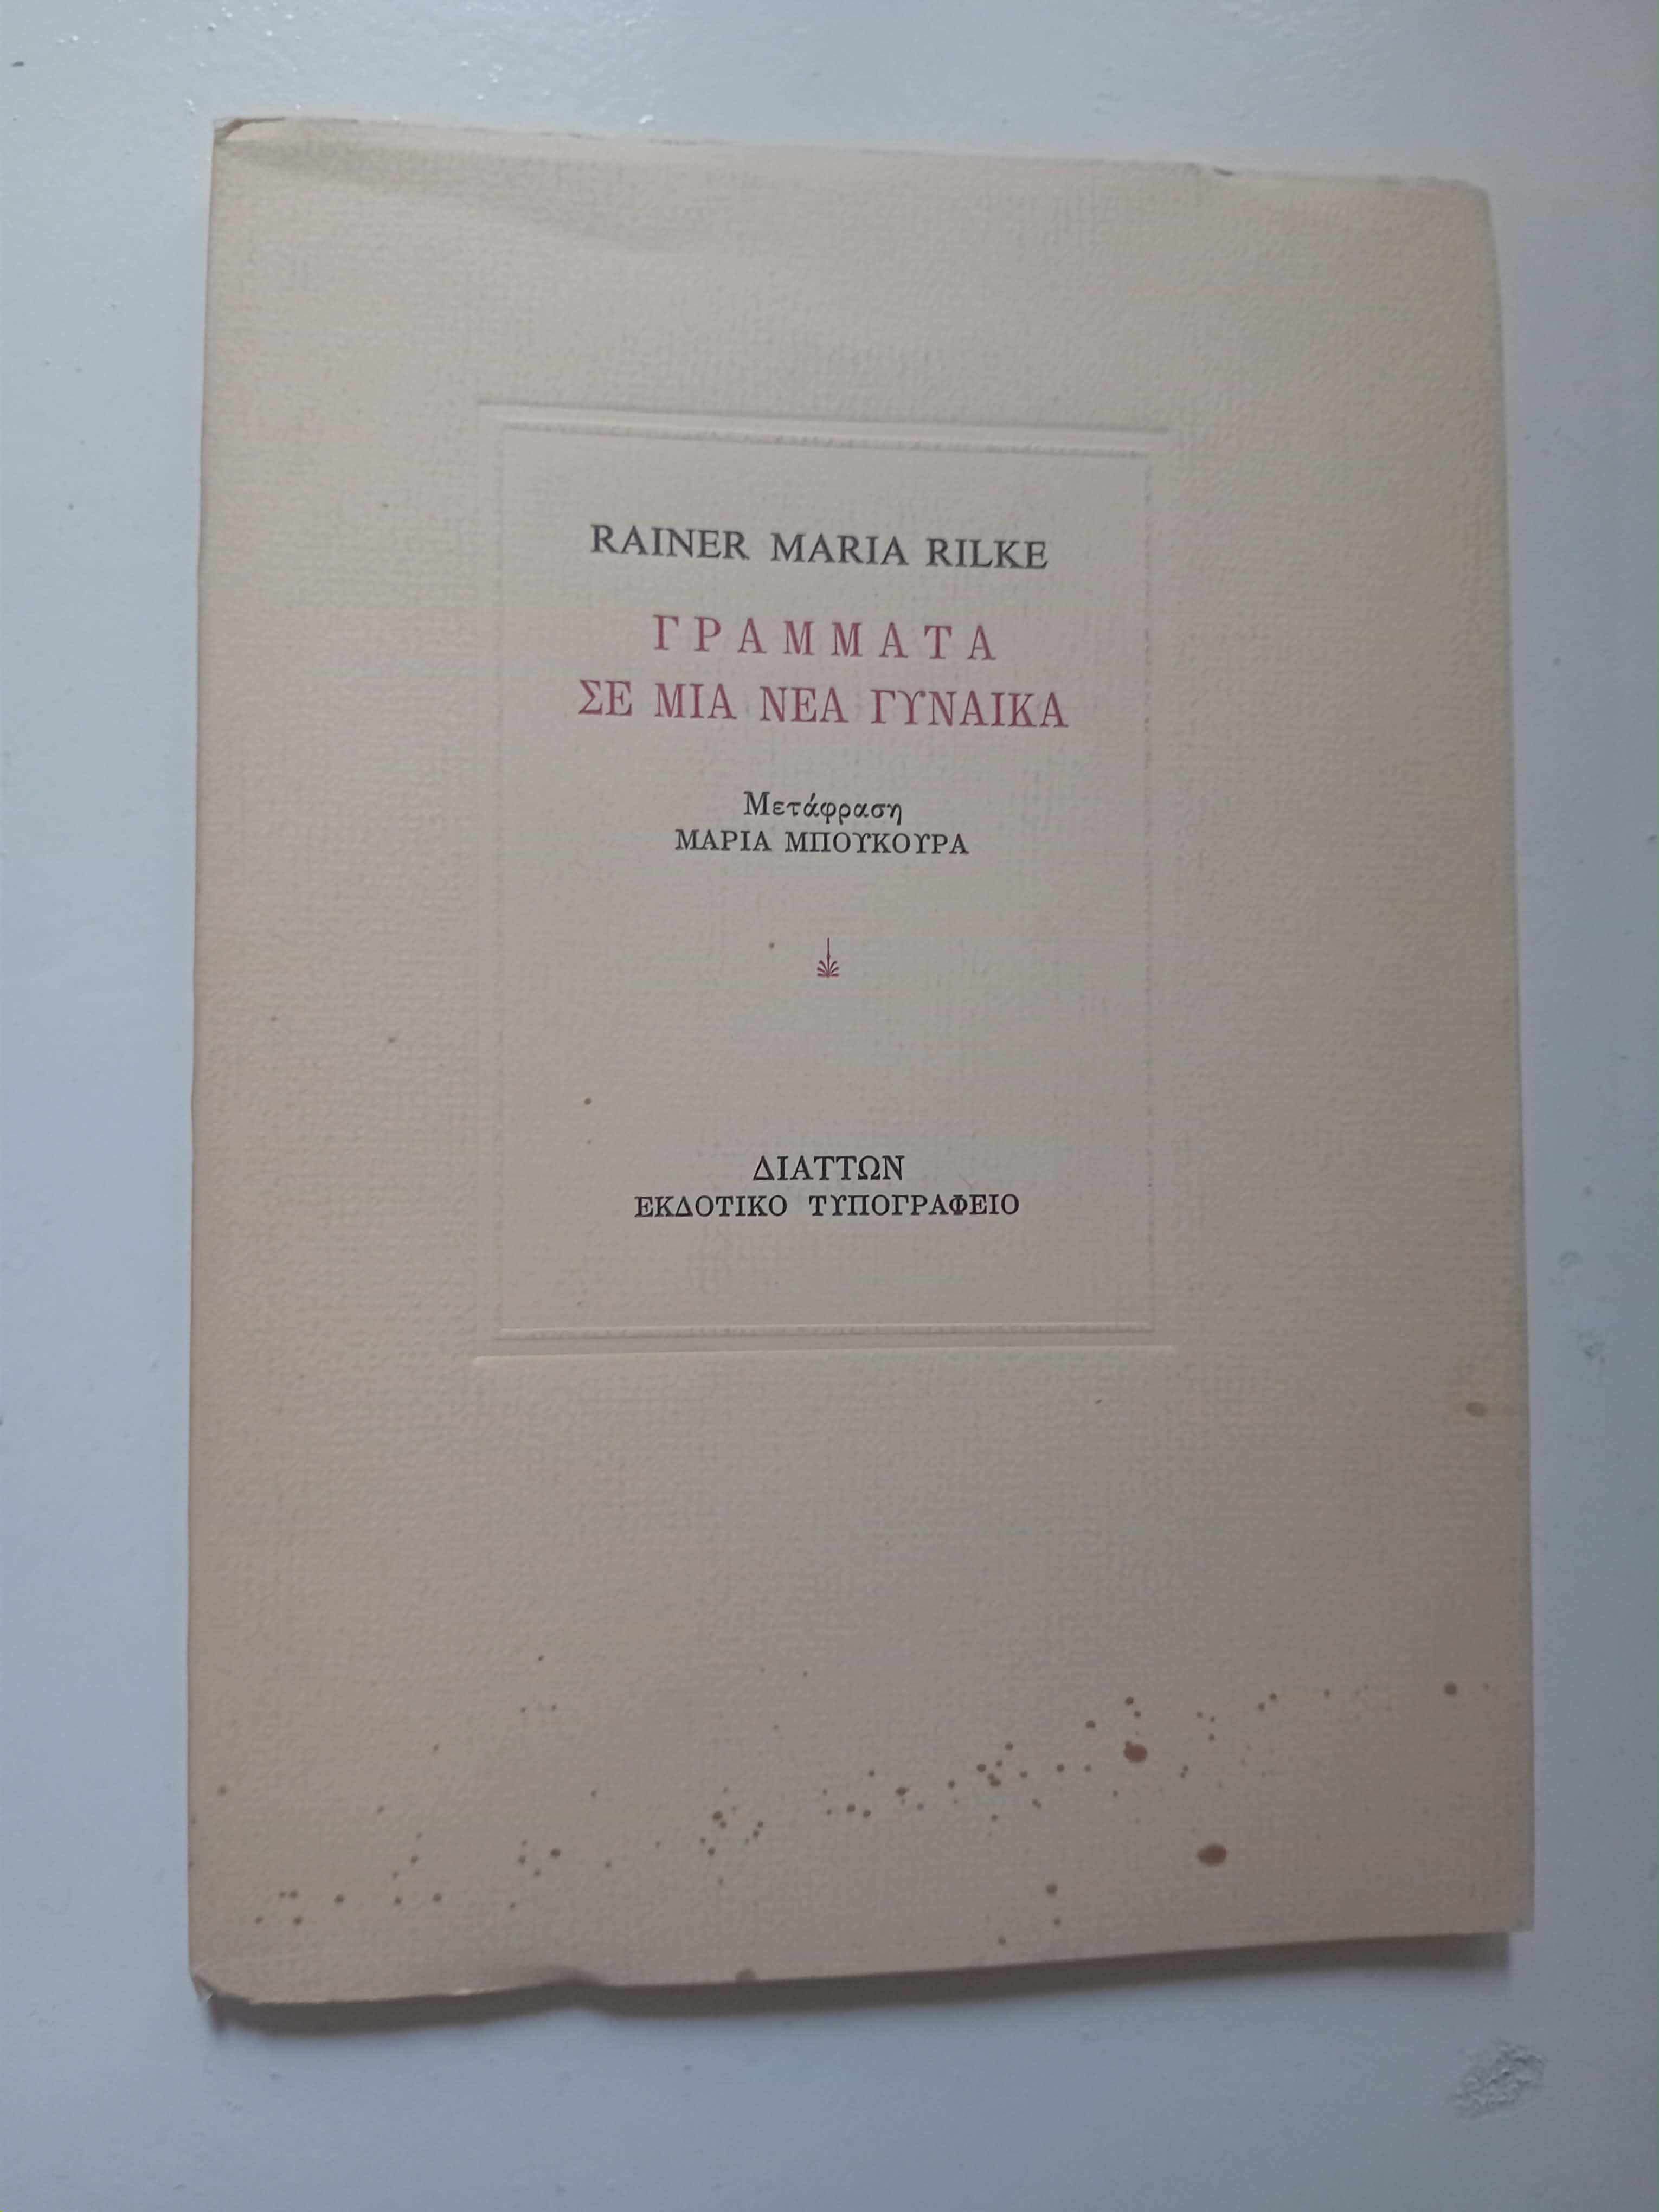 RAINER MARIA RILKE
ΓΡΑΜΜΑΤΑ
ΣΕ ΜΙΑ ΝΕΑ ΓΥΝΑΙΚΑ
Μετάφραση
ΜΑΡΙΑ ΜΠΟΥΚΟΥΡΑ
ΔΙΑΤΤΩΝ
ΕΚΔΟΤΙΚΟ ΤΥΠΟΓΡΑΦΕΙΟ